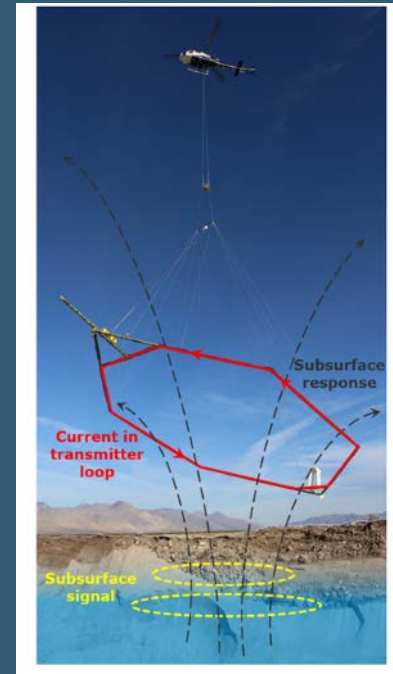 Subsurface
response
Current in
transmitter
loop
Subsurface
signal